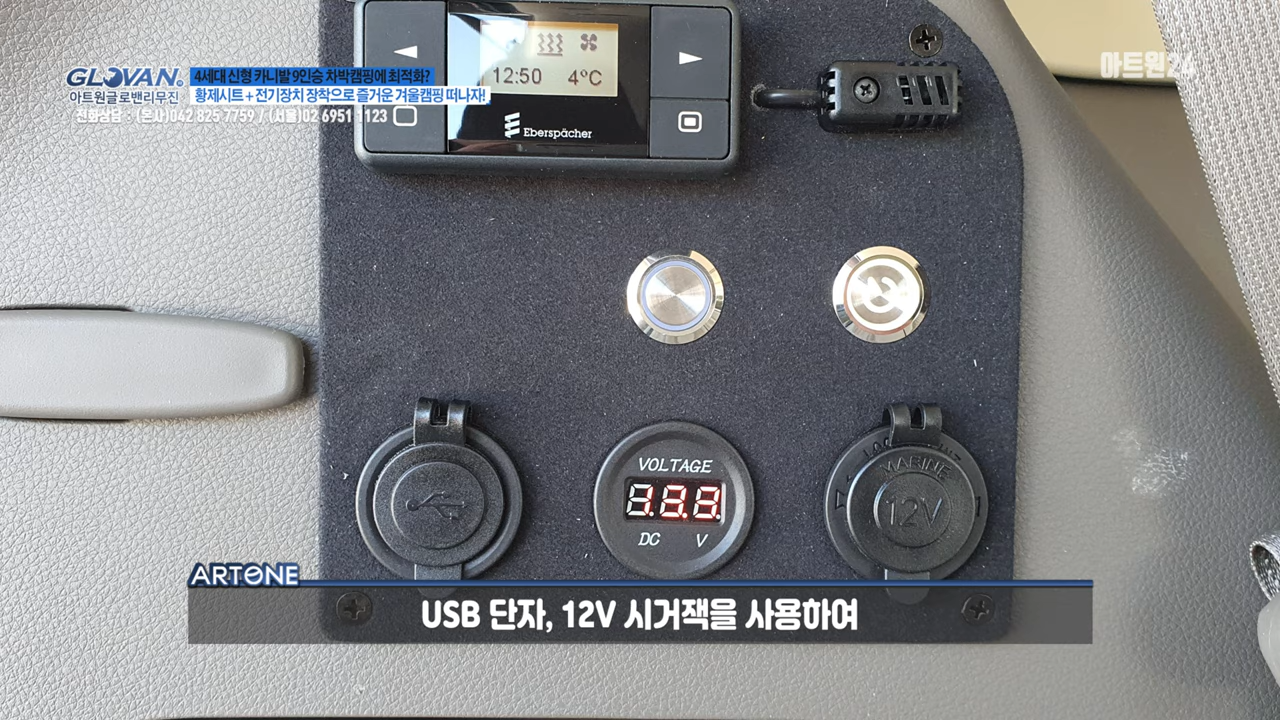 GLOVAN
아트원글로밴리무진
4세대 신형 카니발 9인승 차박캠핑에 최적화?
황제시트 + 전기장치 장착으로 즐거운 겨울캠핑 떠나자!
전화상담 : (본사)042 825 7759 / (서울)02 6951 1123
아트원24
12:50 4°C
Eberspächer
VOLTAGE
DC V
MARINE
12V
ARTONE
USB 단자, 12V 시거잭을 사용하여